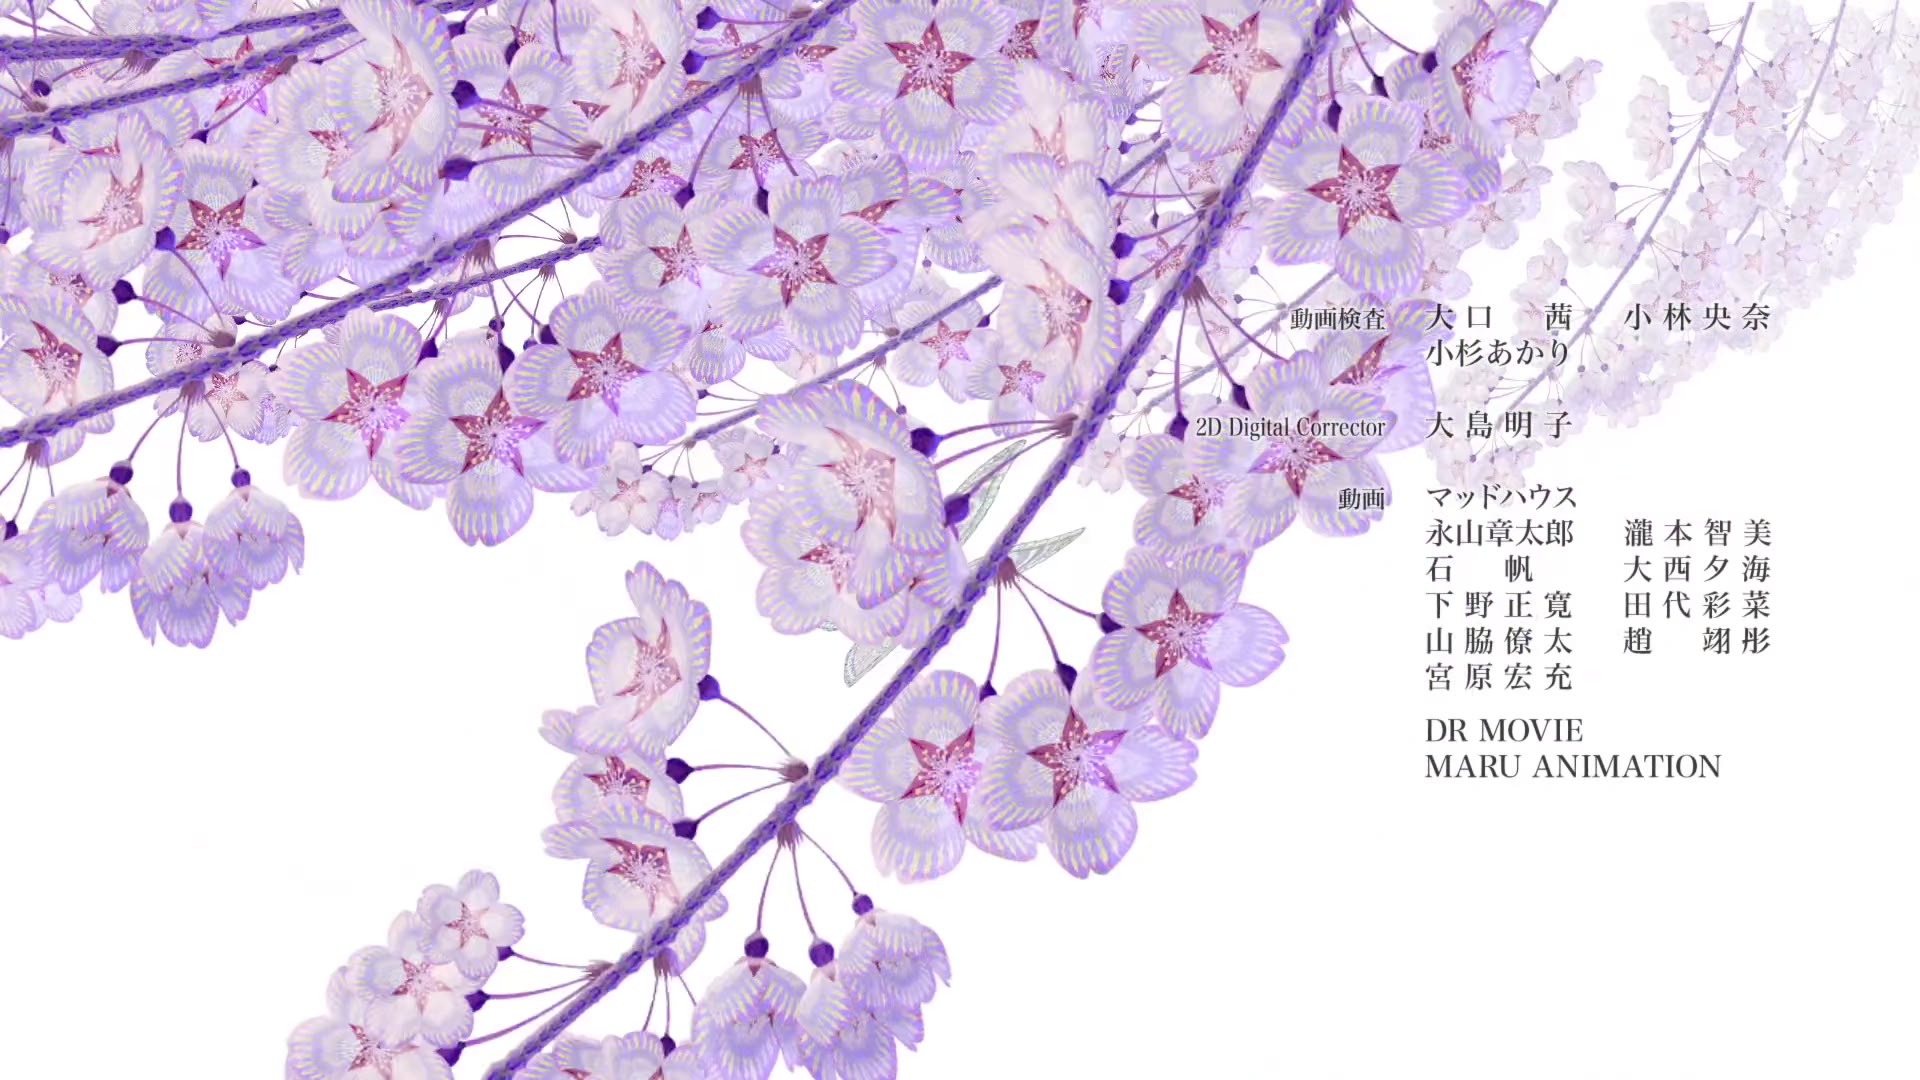 動画検査 大口 茜 小林央奈
小杉あかり
2D Digital Corrector 大島明子
動画 マッドハウス
永山章太郎 瀧本智美
石 帆 大西夕海
下野正寛 田代彩菜
山脇僚太 趙 翊彤
宮原宏充
DR MOVIE
MARU ANIMATION